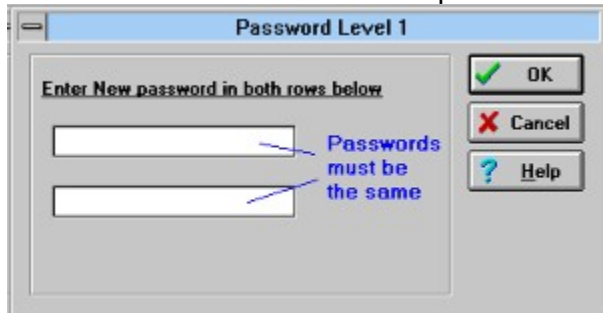 Password Level 1
Enter New password in both rows below
Passwords
must be
the same
OK
Cancel
Help